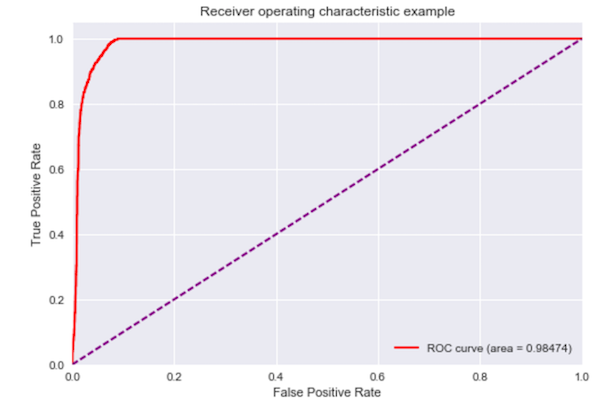 Receiver operating characteristic example
1.0
0.8
0.6
0.4
0.2
0.0
True Positive Rate
ROC curve (area = 0.98474)
0.0 0.2 0.4 0.6 0.8 1.0
False Positive Rate